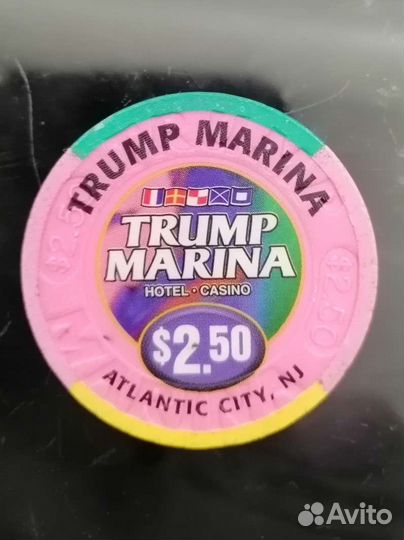 TRUMP MARINA
TRUMP
MARINA
HOTEL • CASINO
$2.50
ATLANTIC CITY, NJ
$2.50
$2.50
Avito